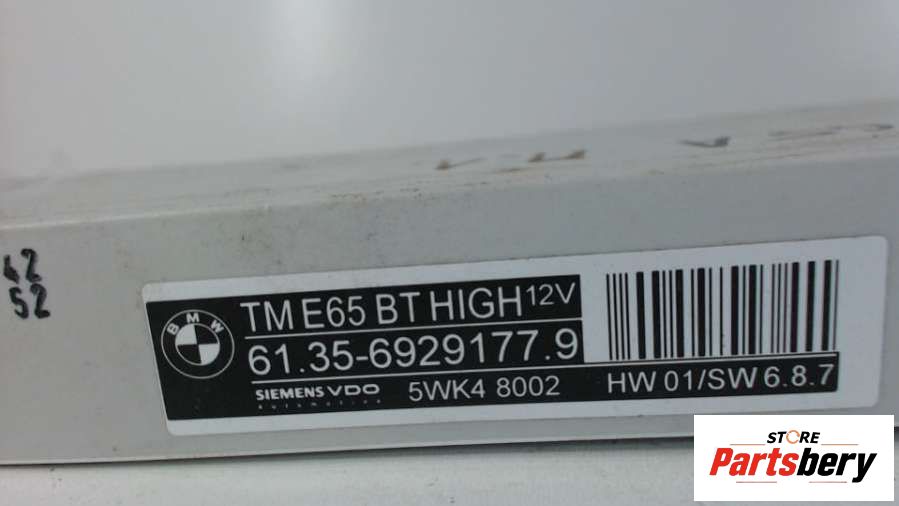 42
52
BMW
TM E65 BT HIGH 12V
61.35-6929177.9
SIEMENS VDO
Automotive
5WK4 8002
HW 01/SW 6.8.7
STORE
Partsbery